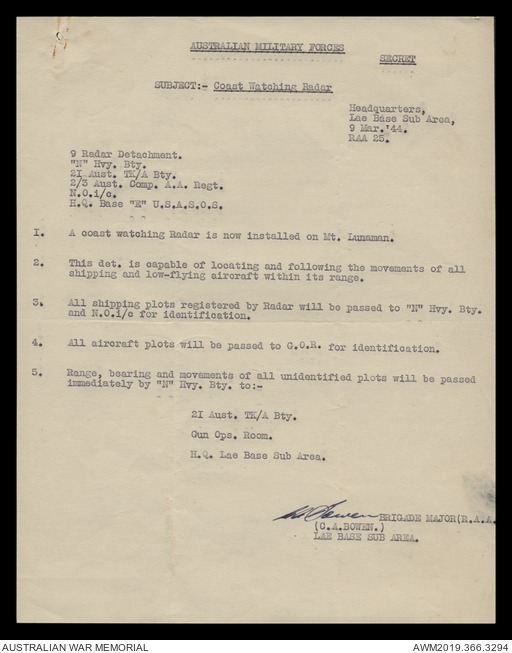 AUSTRALIAN MILITARY FORCES
SECRET
SUBJECT:- Coast Watching Radar
Headquarters,
Lae Base Sub Area,
9 Mar.'44.
RAA 25.
9 Radar Detachment.
"N" Hvy. Bty.
2I Aust. TK/A Bty.
2/3 Aust. Comp. A.A. Regt.
N.O.i/c.
H.Q. Base "E" U.S.A.S.O.S.
I. A coast watching Radar is now installed on Mt. Lunaman.
2. This det. is capable of locating and following the movements of all
shipping and low-flying aircraft within its range.
3. All shipping plots registered by Radar will be passed to "N" Hvy. Bty.
and N.O.i/c for identification.
4. All aircraft plots will be passed to G.O.R. for identification.
5. Range, bearing and movements of all unidentified plots will be passed
immediately by "N" Hvy. Bty. to:-
2I Aust. TK/A Bty.
Gun Ops. Room.
H.Q. Lae Base Sub Area.
BRIGADE MAJOR(R.A.A.
(C.A.BOWEN.)
LAE BASE SUB AREA.
AUSTRALIAN WAR MEMORIAL
AWM2019.366.3294